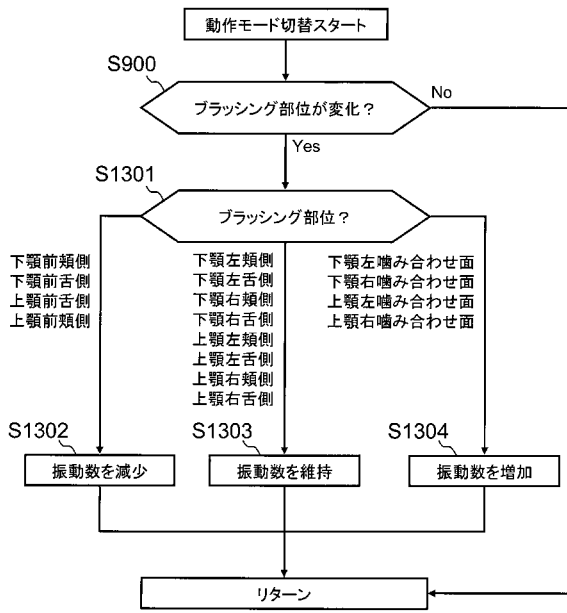 動作モード切替スタート
S900
ブラッシング部位が変化?
No
Yes
S1301
ブラッシング部位?
下顎前頬側
下顎前舌側
上顎前舌側
上顎前頬側
下顎左頬側
下顎左舌側
下顎右頬側
下顎右舌側
上顎左頬側
上顎左舌側
上顎右頬側
上顎右舌側
下顎左噛み合わせ面
下顎右噛み合わせ面
上顎左噛み合わせ面
上顎右噛み合わせ面
S1302
振動数を減少
S1303
振動数を維持
S1304
振動数を増加
リターン